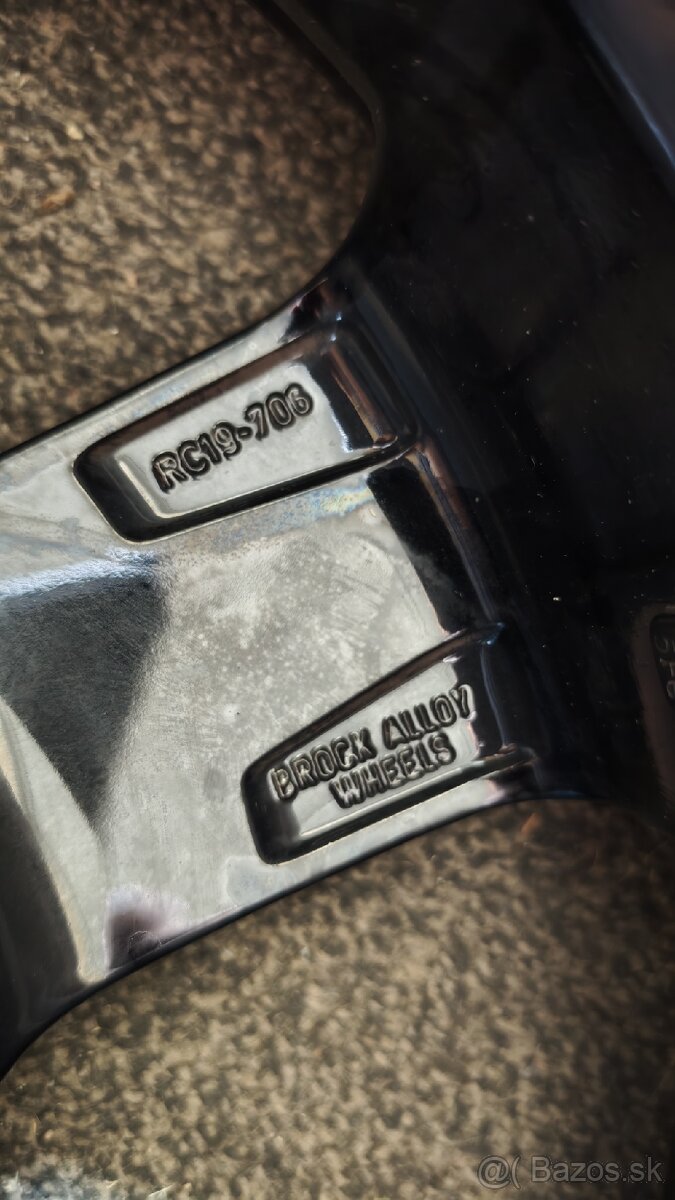 RC19-706
BROCK ALLOY
WHEELS
@( Bazos.sk